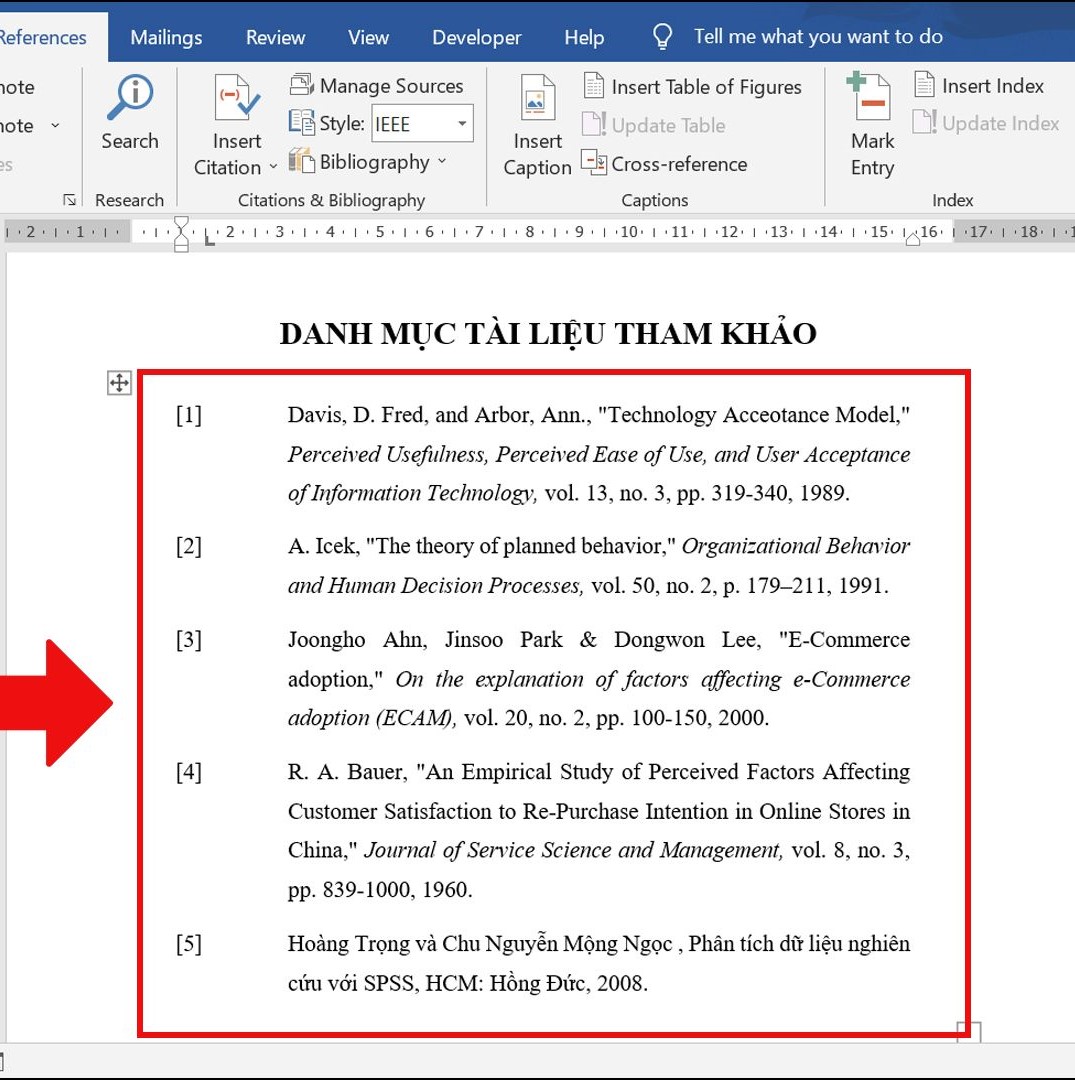 References Mailings Review View Developer Help Tell me what you want to do
Manage Sources Insert Table of Figures Insert Index
Style: IEEE Update Table Update Index
Search Insert Insert Mark
Citation Bibliography Caption Cross-reference Entry
Research Citations & Bibliography Captions Index
2 1 2 3 4 5 6 7 8 9 10 11 12 13 14 15 16 17 18
DANH MỤC TÀI LIỆU THAM KHẢO
[1] Davis, D. Fred, and Arbor, Ann., "Technology Acceotance Model,"
Perceived Usefulness, Perceived Ease of Use, and User Acceptance
of Information Technology, vol. 13, no. 3, pp. 319-340, 1989.
[2] A. Icek, "The theory of planned behavior," Organizational Behavior
and Human Decision Processes, vol. 50, no. 2, p. 179–211, 1991.
[3] Joongho Ahn, Jinsoo Park & Dongwon Lee, "E-Commerce
adoption," On the explanation of factors affecting e-Commerce
adoption (ECAM), vol. 20, no. 2, pp. 100-150, 2000.
[4] R. A. Bauer, "An Empirical Study of Perceived Factors Affecting
Customer Satisfaction to Re-Purchase Intention in Online Stores in
China," Journal of Service Science and Management, vol. 8, no. 3,
pp. 839-1000, 1960.
[5] Hoàng Trọng và Chu Nguyễn Mộng Ngọc , Phân tích dữ liệu nghiên
cứu với SPSS, HCM: Hồng Đức, 2008.